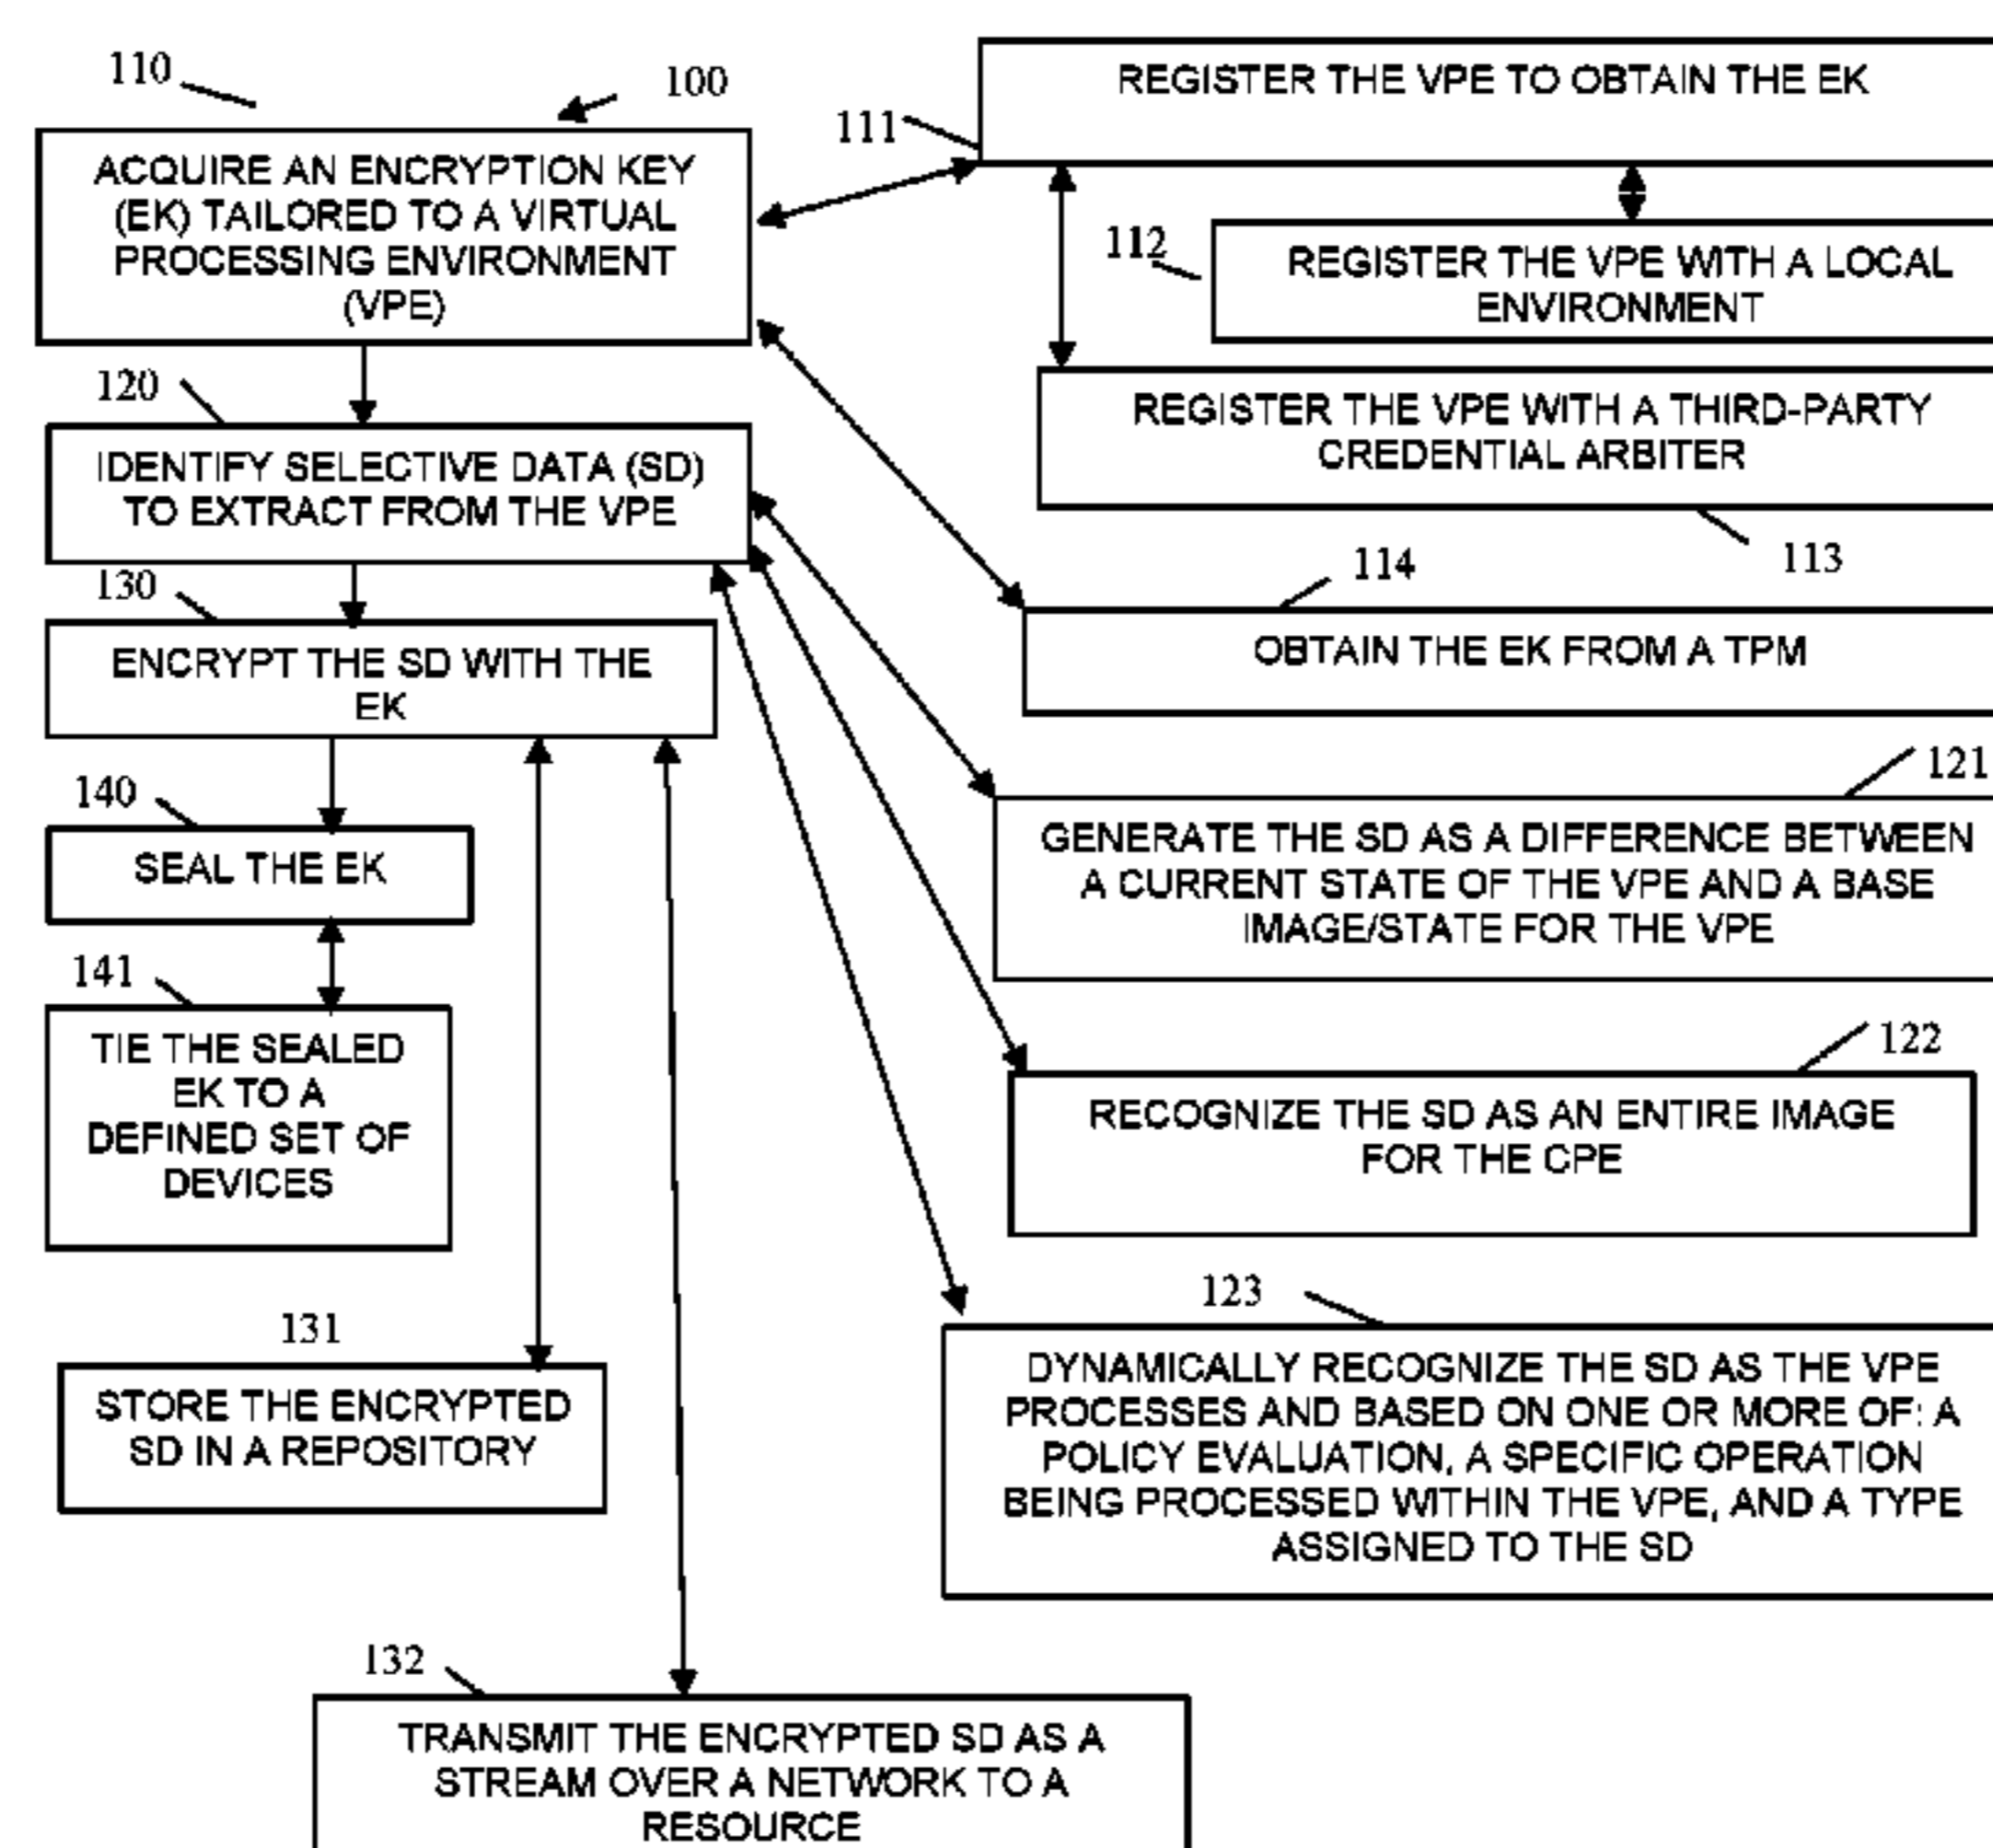 110
100
ACQUIRE AN ENCRYPTION KEY
(EK) TAILORED TO A VIRTUAL
PROCESSING ENVIRONMENT
(VPE)
111
REGISTER THE VPE TO OBTAIN THE EK
112
REGISTER THE VPE WITH A LOCAL
ENVIRONMENT
REGISTER THE VPE WITH A THIRD-PARTY
CREDENTIAL ARBITER
113
114
OBTAIN THE EK FROM A TPM
120
IDENTIFY SELECTIVE DATA (SD)
TO EXTRACT FROM THE VPE
121
GENERATE THE SD AS A DIFFERENCE BETWEEN
A CURRENT STATE OF THE VPE AND A BASE
IMAGE/STATE FOR THE VPE
122
RECOGNIZE THE SD AS AN ENTIRE IMAGE
FOR THE CPE
123
DYNAMICALLY RECOGNIZE THE SD AS THE VPE
PROCESSES AND BASED ON ONE OR MORE OF: A
POLICY EVALUATION, A SPECIFIC OPERATION
BEING PROCESSED WITHIN THE VPE, AND A TYPE
ASSIGNED TO THE SD
130
ENCRYPT THE SD WITH THE
EK
140
SEAL THE EK
141
TIE THE SEALED
EK TO A
DEFINED SET OF
DEVICES
131
STORE THE ENCRYPTED
SD IN A REPOSITORY
132
TRANSMIT THE ENCRYPTED SD AS A
STREAM OVER A NETWORK TO A
RESOURCE